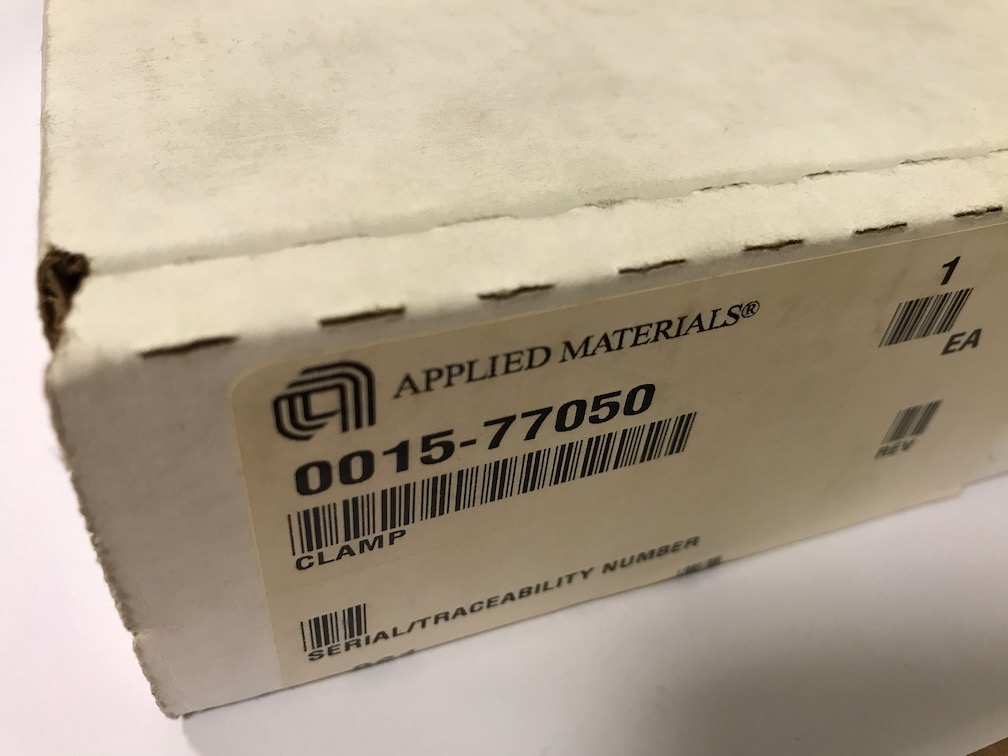 1
APPLIED MATERIALS®
EA
0015-77050
REV
CLAMP
SERIAL/TRACEABILITY NUMBER